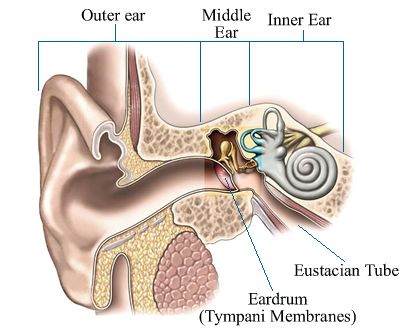 Outer ear
Middle
Ear
Inner Ear
Eustacian Tube
Eardrum
(Tympani Membranes)